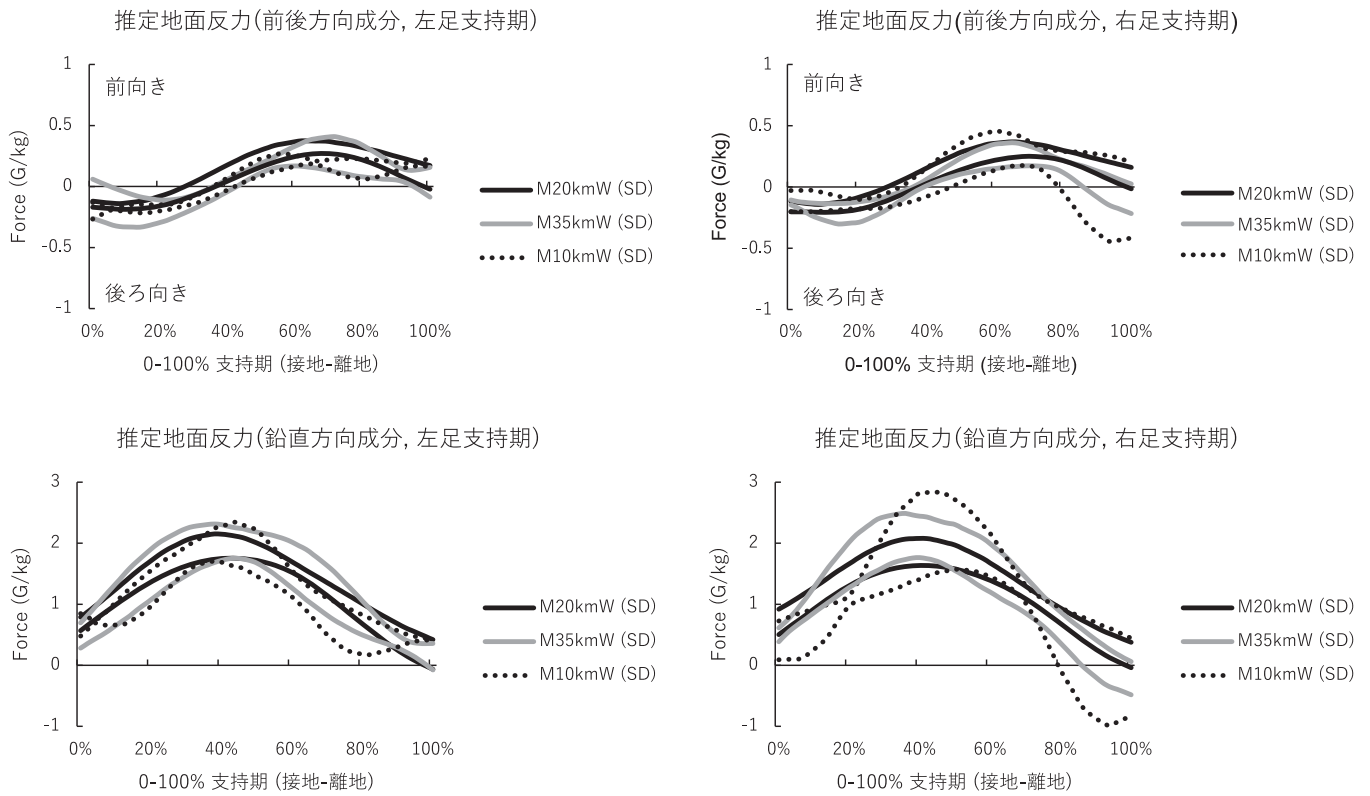 推定地面反力(前後方向成分, 左足支持期)
1
0.5
0
-0.5
-1
Force (G/kg)
前向き
後ろ向き
0%
20%
40%
60%
80%
100%
0-100% 支持期 (接地-離地)
M20kmW (SD)
M35kmW (SD)
M10kmW (SD)
推定地面反力(前後方向成分, 右足支持期)
1
0.5
0
-0.5
-1
Force (G/kg)
前向き
後ろ向き
0%
20%
40%
60%
80%
100%
0-100% 支持期 (接地-離地)
M20kmW (SD)
M35kmW (SD)
M10kmW (SD)
推定地面反力(鉛直方向成分, 左足支持期)
3
2
1
0
-1
Force (G/kg)
0%
20%
40%
60%
80%
100%
0-100% 支持期 (接地-離地)
M20kmW (SD)
M35kmW (SD)
M10kmW (SD)
推定地面反力(鉛直方向成分, 右足支持期)
3
2
1
0
-1
Force (G/kg)
0%
20%
40%
60%
80%
100%
0-100% 支持期 (接地-離地)
M20kmW (SD)
M35kmW (SD)
M10kmW (SD)